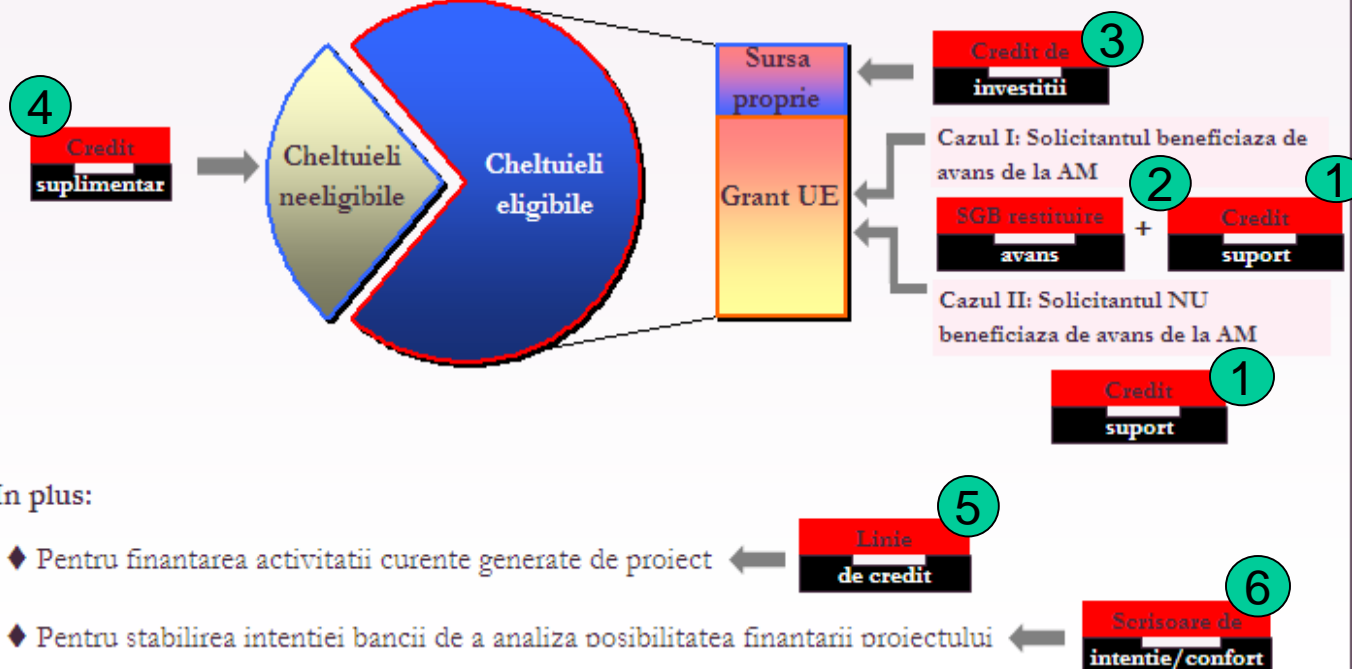 4
Credit
suplimentar
Cheltuieli
neeligibile
Cheltuieli
eligibile
Sursa
proprie
Grant UE
3
Credit de
investitii
Cazul I: Solicitantul beneficiaza de
avans de la AM
2
1
SGB restituire
avans
+
Credit
suport
Cazul II: Solicitantul NU
beneficiaza de avans de la AM
1
Credit
suport
In plus:
♦ Pentru finantarea activitatii curente generate de proiect
5
Linie
de credit
♦ Pentru stabilirea intentiei bancii de a analiza posibilitatea finantarii proiectului
6
Scrisoare de
intentie/confort